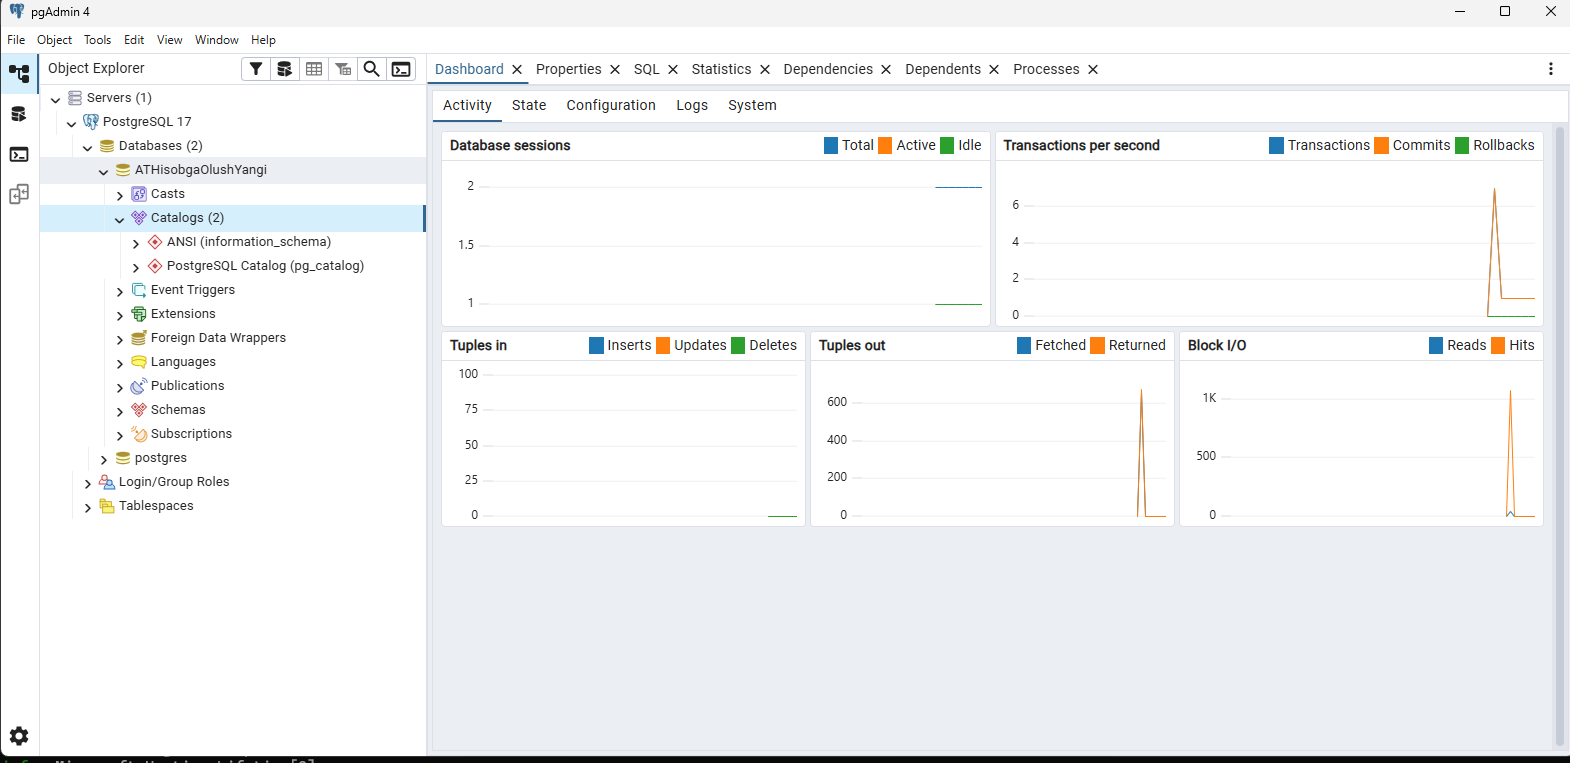 pgAdmin 4
File Object Tools Edit View Window Help
Object Explorer
Servers (1)
PostgreSQL 17
Databases (2)
ATHisobgaOlushYangi
Casts
Catalogs (2)
ANSI (information_schema)
PostgreSQL Catalog (pg_catalog)
Event Triggers
Extensions
Foreign Data Wrappers
Languages
Publications
Schemas
Subscriptions
postgres
Login/Group Roles
Tablespaces
Dashboard Properties SQL Statistics Dependencies Dependents Processes
Activity State Configuration Logs System
Database sessions Total Active Idle
2
1.5
1
Transactions per second Transactions Commits Rollbacks
6
4
2
0
Tuples in Inserts Updates Deletes
100
75
50
25
0
Tuples out Fetched Returned
600
400
200
0
Block I/O Reads Hits
1K
500
0